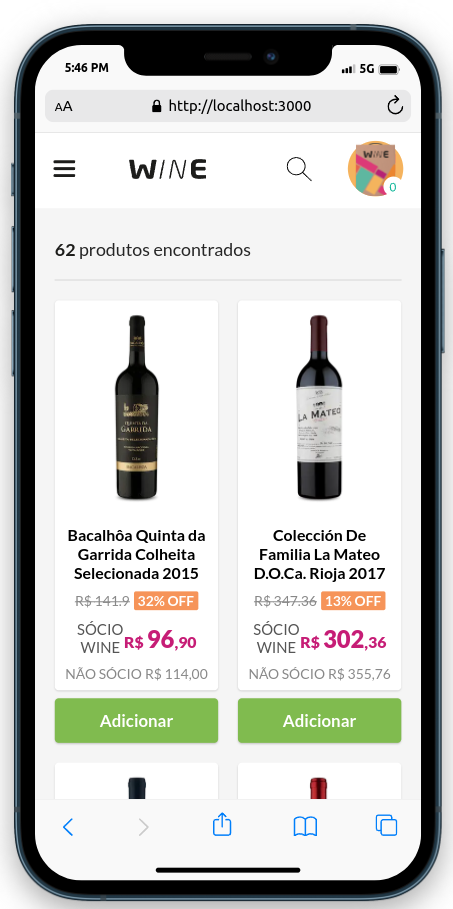 5:46 PM
5G
AA
http://localhost:3000
WINE
WINE
0
62 produtos encontrados
QUINTA DA
GARRIDA
LA MATEO
Bacalhôa Quinta da
Garrida Colheita
Selecionada 2015
Colección De
Familia La Mateo
D.O.Ca. Rioja 2017
R$ 141.9 32% OFF
R$ 347.36 13% OFF
SÓCIO
WINE R$ 96,90
SÓCIO
WINE R$ 302,36
NÃO SÓCIO R$ 114,00
NÃO SÓCIO R$ 355,76
Adicionar
Adicionar